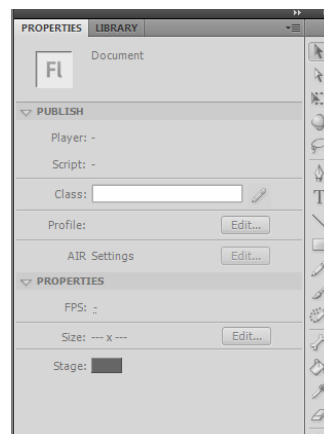 PROPERTIES LIBRARY
Fl Document
PUBLISH
Player: -
Script: -
Class:
Profile: Edit...
AIR Settings Edit...
PROPERTIES
FPS: -
Size: --- x --- Edit...
Stage:
T